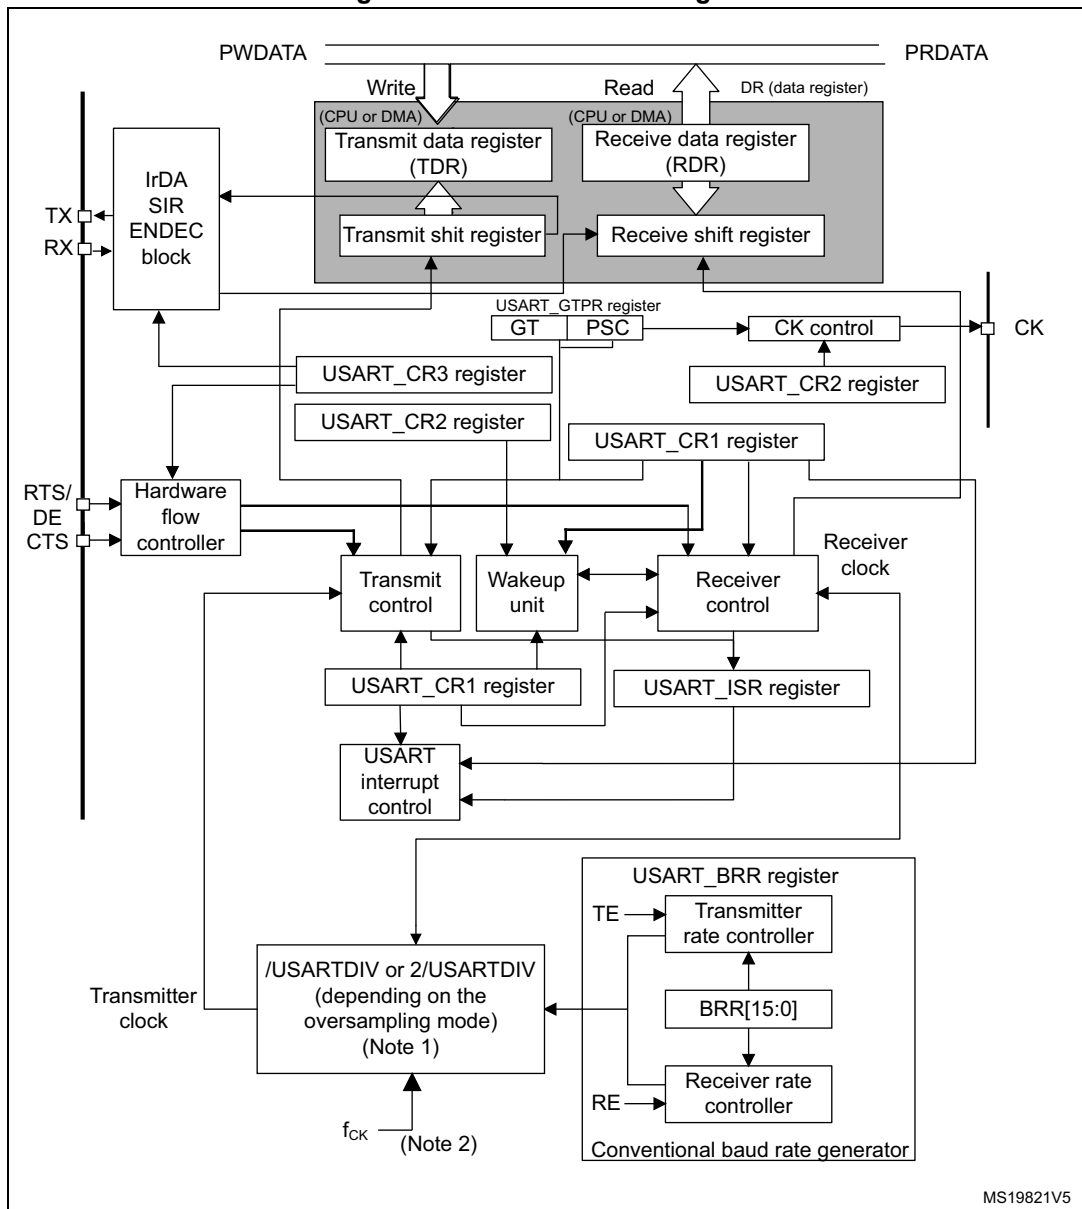 PWDATA
PRDATA
Write
Read
DR (data register)
(CPU or DMA)
(CPU or DMA)
Transmit data register
(TDR)
Receive data register
(RDR)
IrDA
SIR
ENDEC
block
TX
RX
Transmit shit register
Receive shift register
USART_GTPR register
GT
PSC
CK control
CK
USART_CR3 register
USART_CR2 register
USART_CR2 register
USART_CR1 register
RTS/
DE
CTS
Hardware
flow
controller
Receiver
clock
Transmit
control
Wakeup
unit
Receiver
control
USART_CR1 register
USART_ISR register
USART
interrupt
control
USART_BRR register
TE
Transmitter
rate controller
/USARTDIV or 2/USARTDIV
(depending on the
oversampling mode)
(Note 1)
Transmitter
clock
BRR[15:0]
RE
Receiver rate
controller
fCK
(Note 2)
Conventional baud rate generator
MS19821V5